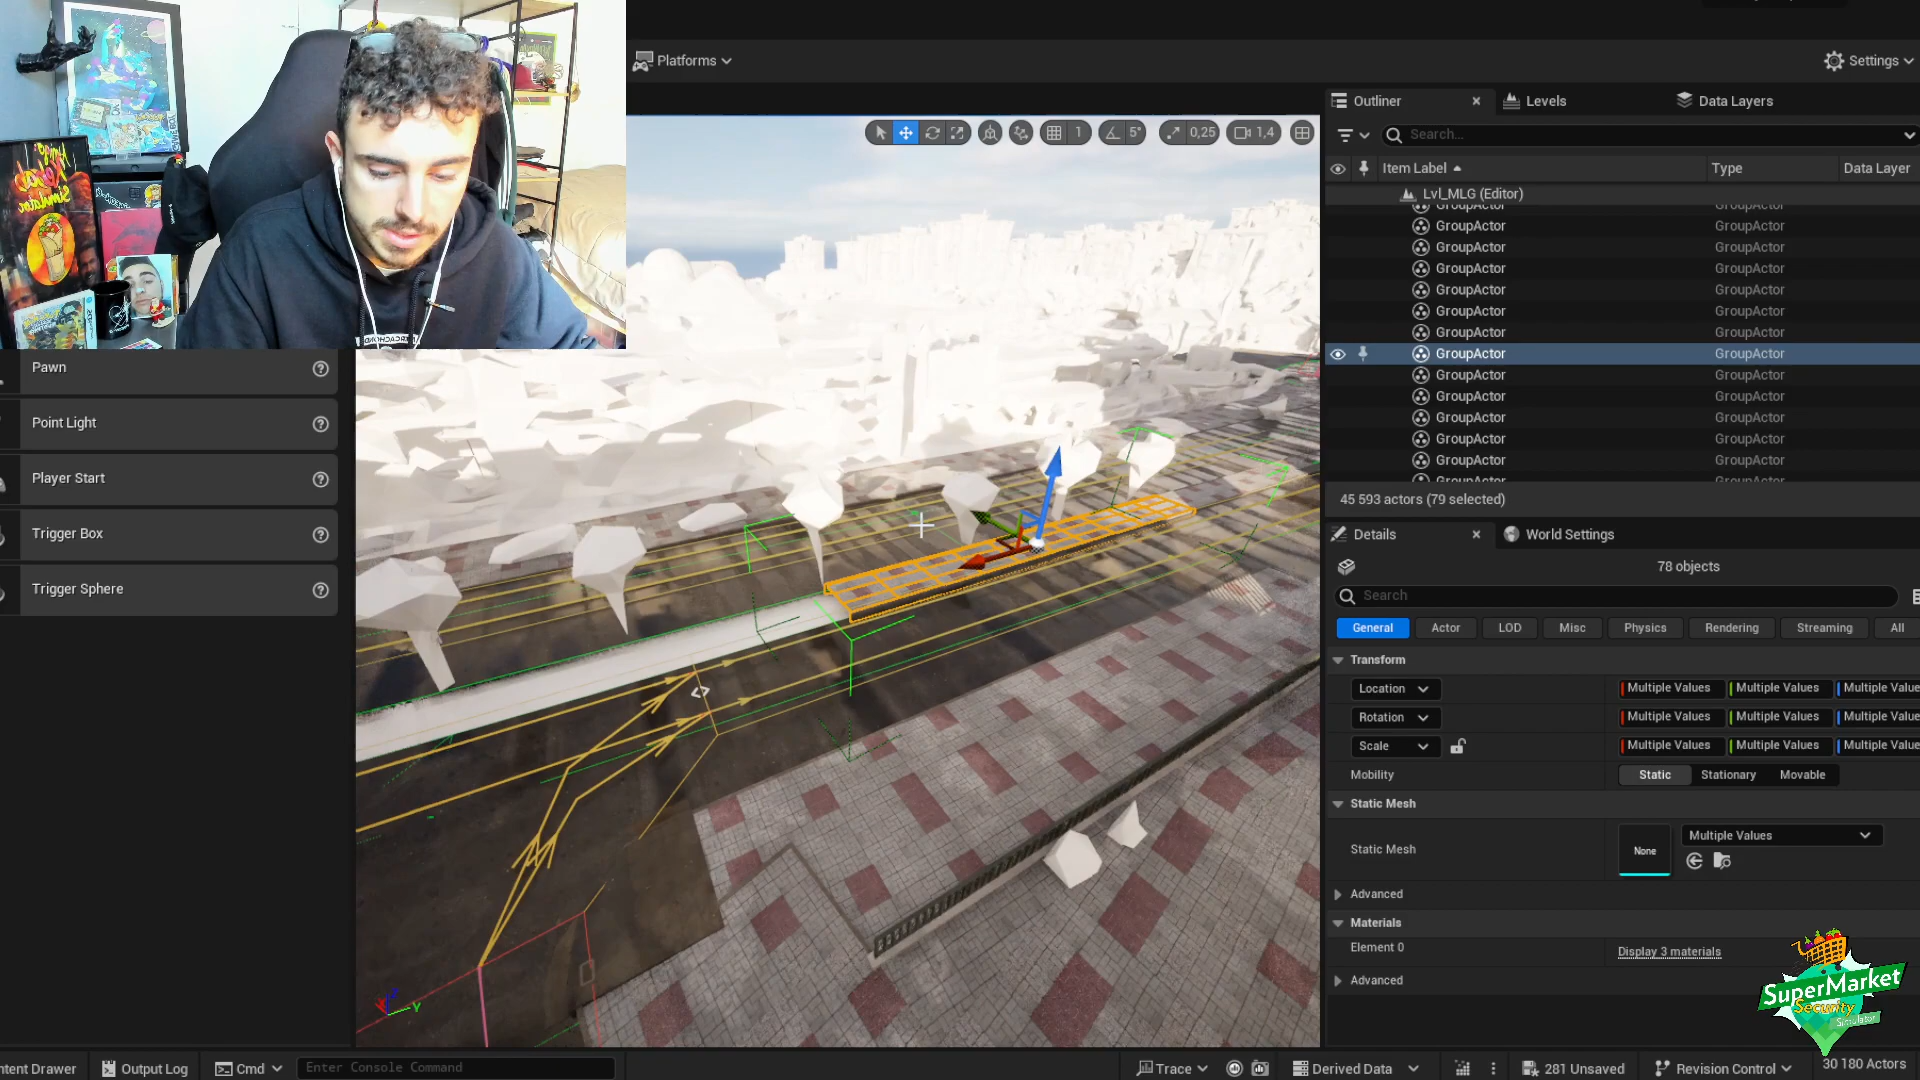 Platforms
Settings
Outliner
Levels
Data Layers
1
5°
0,25
1,4
Search...
Item Label
Type
Data Layer
Lvl_MLG (Editor)
GroupActor GroupActor
GroupActor GroupActor
GroupActor GroupActor
GroupActor GroupActor
GroupActor GroupActor
GroupActor GroupActor
GroupActor GroupActor
GroupActor GroupActor
GroupActor GroupActor
GroupActor GroupActor
GroupActor GroupActor
GroupActor GroupActor
GroupActor GroupActor
45 593 actors (79 selected)
Pawn
Point Light
Player Start
Trigger Box
Trigger Sphere
Details
World Settings
78 objects
Search
General
Actor
LOD
Misc
Physics
Rendering
Streaming
All
Transform
Location
Multiple Values Multiple Values Multiple Value
Rotation
Multiple Values Multiple Values Multiple Value
Scale
Multiple Values Multiple Values Multiple Value
Mobility
Static
Stationary
Movable
Static Mesh
Static Mesh
None
Multiple Values
Advanced
Materials
Element 0
Display 3 materials
Advanced
SuperMarket
Security
Simulator
Y
ntent Drawer
Output Log
Cmd
Enter Console Command
Trace
Derived Data
281 Unsaved
Revision Control
30 180 Actors